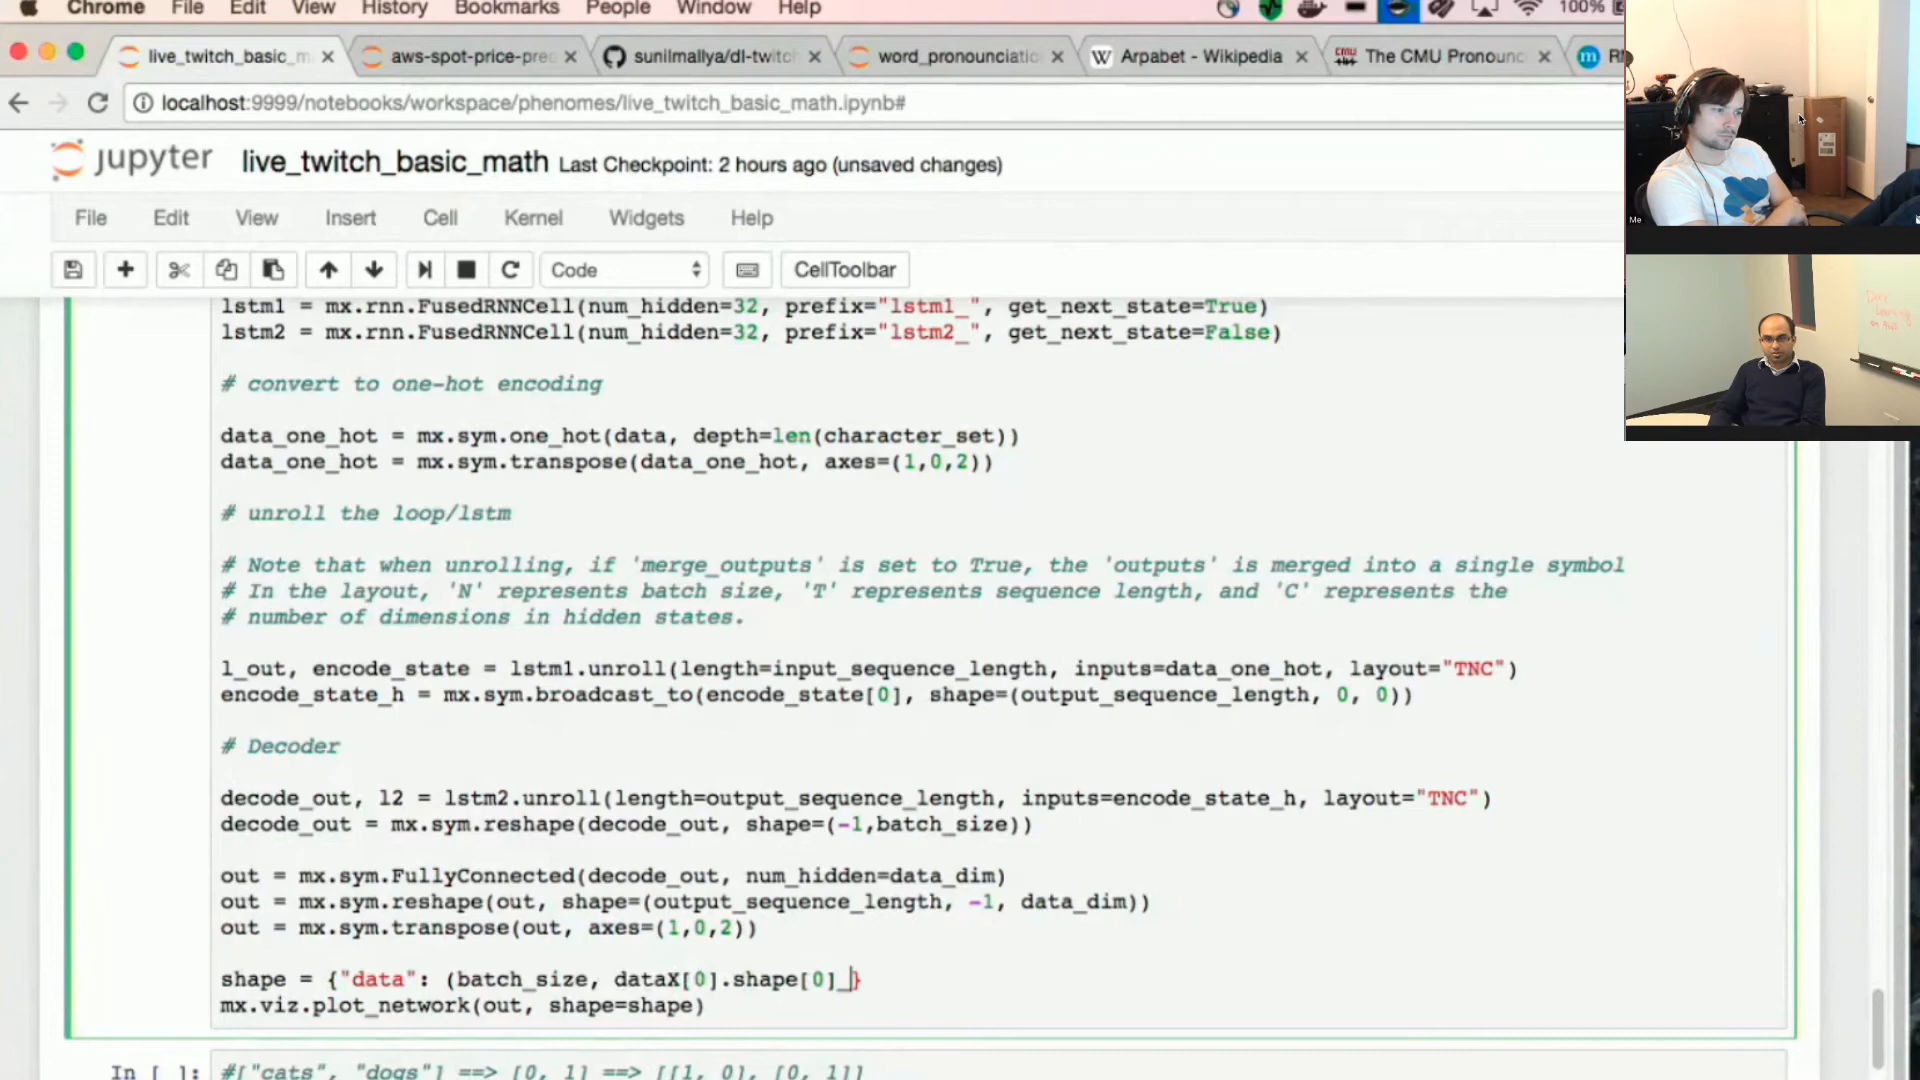 Chrome File Edit View History Bookmarks People Window Help 100%
live_twitch_basic_m aws-spot-price-pre sunilmallya/dl-twitch word_pronounciatio Arpabet - Wikipedia The CMU Pronounc
localhost:9999/notebooks/workspace/phenomes/live_twitch_basic_math.ipynb#
jupyter live_twitch_basic_math Last Checkpoint: 2 hours ago (unsaved changes)
File Edit View Insert Cell Kernel Widgets Help
Code CellToolbar
lstm1 = mx.rnn.FusedRNNCell(num_hidden=32, prefix="lstm1_", get_next_state=True)
lstm2 = mx.rnn.FusedRNNCell(num_hidden=32, prefix="lstm2_", get_next_state=False)
# convert to one-hot encoding
data_one_hot = mx.sym.one_hot(data, depth=len(character_set))
data_one_hot = mx.sym.transpose(data_one_hot, axes=(1,0,2))
# unroll the loop/lstm
# Note that when unrolling, if 'merge_outputs' is set to True, the 'outputs' is merged into a single symbol
# In the layout, 'N' represents batch size, 'T' represents sequence length, and 'C' represents the
# number of dimensions in hidden states.
l_out, encode_state = lstm1.unroll(length=input_sequence_length, inputs=data_one_hot, layout="TNC")
encode_state_h = mx.sym.broadcast_to(encode_state[0], shape=(output_sequence_length, 0, 0))
# Decoder
decode_out, l2 = lstm2.unroll(length=output_sequence_length, inputs=encode_state_h, layout="TNC")
decode_out = mx.sym.reshape(decode_out, shape=(-1,batch_size))
out = mx.sym.FullyConnected(decode_out, num_hidden=data_dim)
out = mx.sym.reshape(out, shape=(output_sequence_length, -1, data_dim))
out = mx.sym.transpose(out, axes=(1,0,2))
shape = {"data": (batch_size, dataX[0].shape[0]_}
mx.viz.plot_network(out, shape=shape)
In [ ]: #["cats", "dogs"] ==> [0, 1] ==> [[1, 0], [0, 1]]
Me